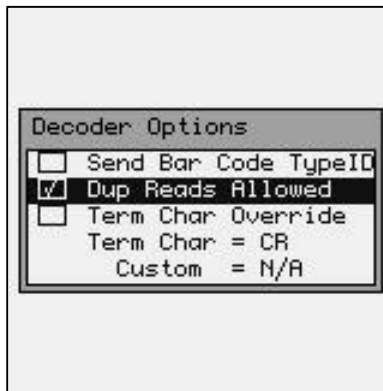 Decoder Options
Send Bar Code TypeID
Dup Reads Allowed
Term Char Override
Term Char = CR
Custom = N/A